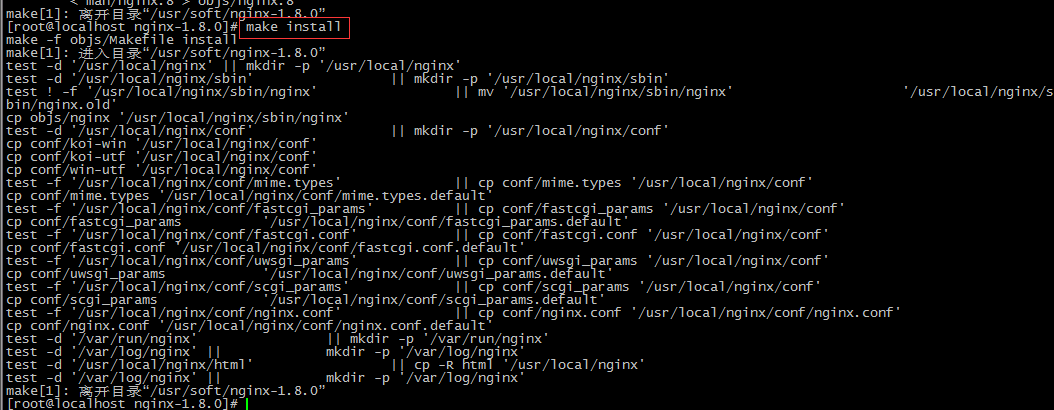 < man/nginx.8 > objs/nginx.8
make[1]: 离开目录“/usr/soft/nginx-1.8.0”
[root@localhost nginx-1.8.0]# make install
make -f objs/Makefile install
make[1]: 进入目录“/usr/soft/nginx-1.8.0”
test -d '/usr/local/nginx' || mkdir -p '/usr/local/nginx'
test -d '/usr/local/nginx/sbin' || mkdir -p '/usr/local/nginx/sbin'
test ! -f '/usr/local/nginx/sbin/nginx' || mv '/usr/local/nginx/sbin/nginx' '/usr/local/nginx/s
bin/nginx.old'
cp objs/nginx '/usr/local/nginx/sbin/nginx'
test -d '/usr/local/nginx/conf' || mkdir -p '/usr/local/nginx/conf'
cp conf/koi-win '/usr/local/nginx/conf'
cp conf/koi-utf '/usr/local/nginx/conf'
cp conf/win-utf '/usr/local/nginx/conf'
test -f '/usr/local/nginx/conf/mime.types' || cp conf/mime.types '/usr/local/nginx/conf'
cp conf/mime.types '/usr/local/nginx/conf/mime.types.default'
test -f '/usr/local/nginx/conf/fastcgi_params' || cp conf/fastcgi_params '/usr/local/nginx/conf'
cp conf/fastcgi_params '/usr/local/nginx/conf/fastcgi_params.default'
test -f '/usr/local/nginx/conf/fastcgi.conf' || cp conf/fastcgi.conf '/usr/local/nginx/conf'
cp conf/fastcgi.conf '/usr/local/nginx/conf/fastcgi.conf.default'
test -f '/usr/local/nginx/conf/uwsgi_params' || cp conf/uwsgi_params '/usr/local/nginx/conf'
cp conf/uwsgi_params '/usr/local/nginx/conf/uwsgi_params.default'
test -f '/usr/local/nginx/conf/scgi_params' || cp conf/scgi_params '/usr/local/nginx/conf'
cp conf/scgi_params '/usr/local/nginx/conf/scgi_params.default'
test -f '/usr/local/nginx/conf/nginx.conf' || cp conf/nginx.conf '/usr/local/nginx/conf/nginx.conf'
cp conf/nginx.conf '/usr/local/nginx/conf/nginx.conf.default'
test -d '/var/run/nginx' || mkdir -p '/var/run/nginx'
test -d '/var/log/nginx' || mkdir -p '/var/log/nginx'
test -d '/usr/local/nginx/html' || cp -R html '/usr/local/nginx'
test -d '/var/log/nginx' || mkdir -p '/var/log/nginx'
make[1]: 离开目录“/usr/soft/nginx-1.8.0”
[root@localhost nginx-1.8.0]#